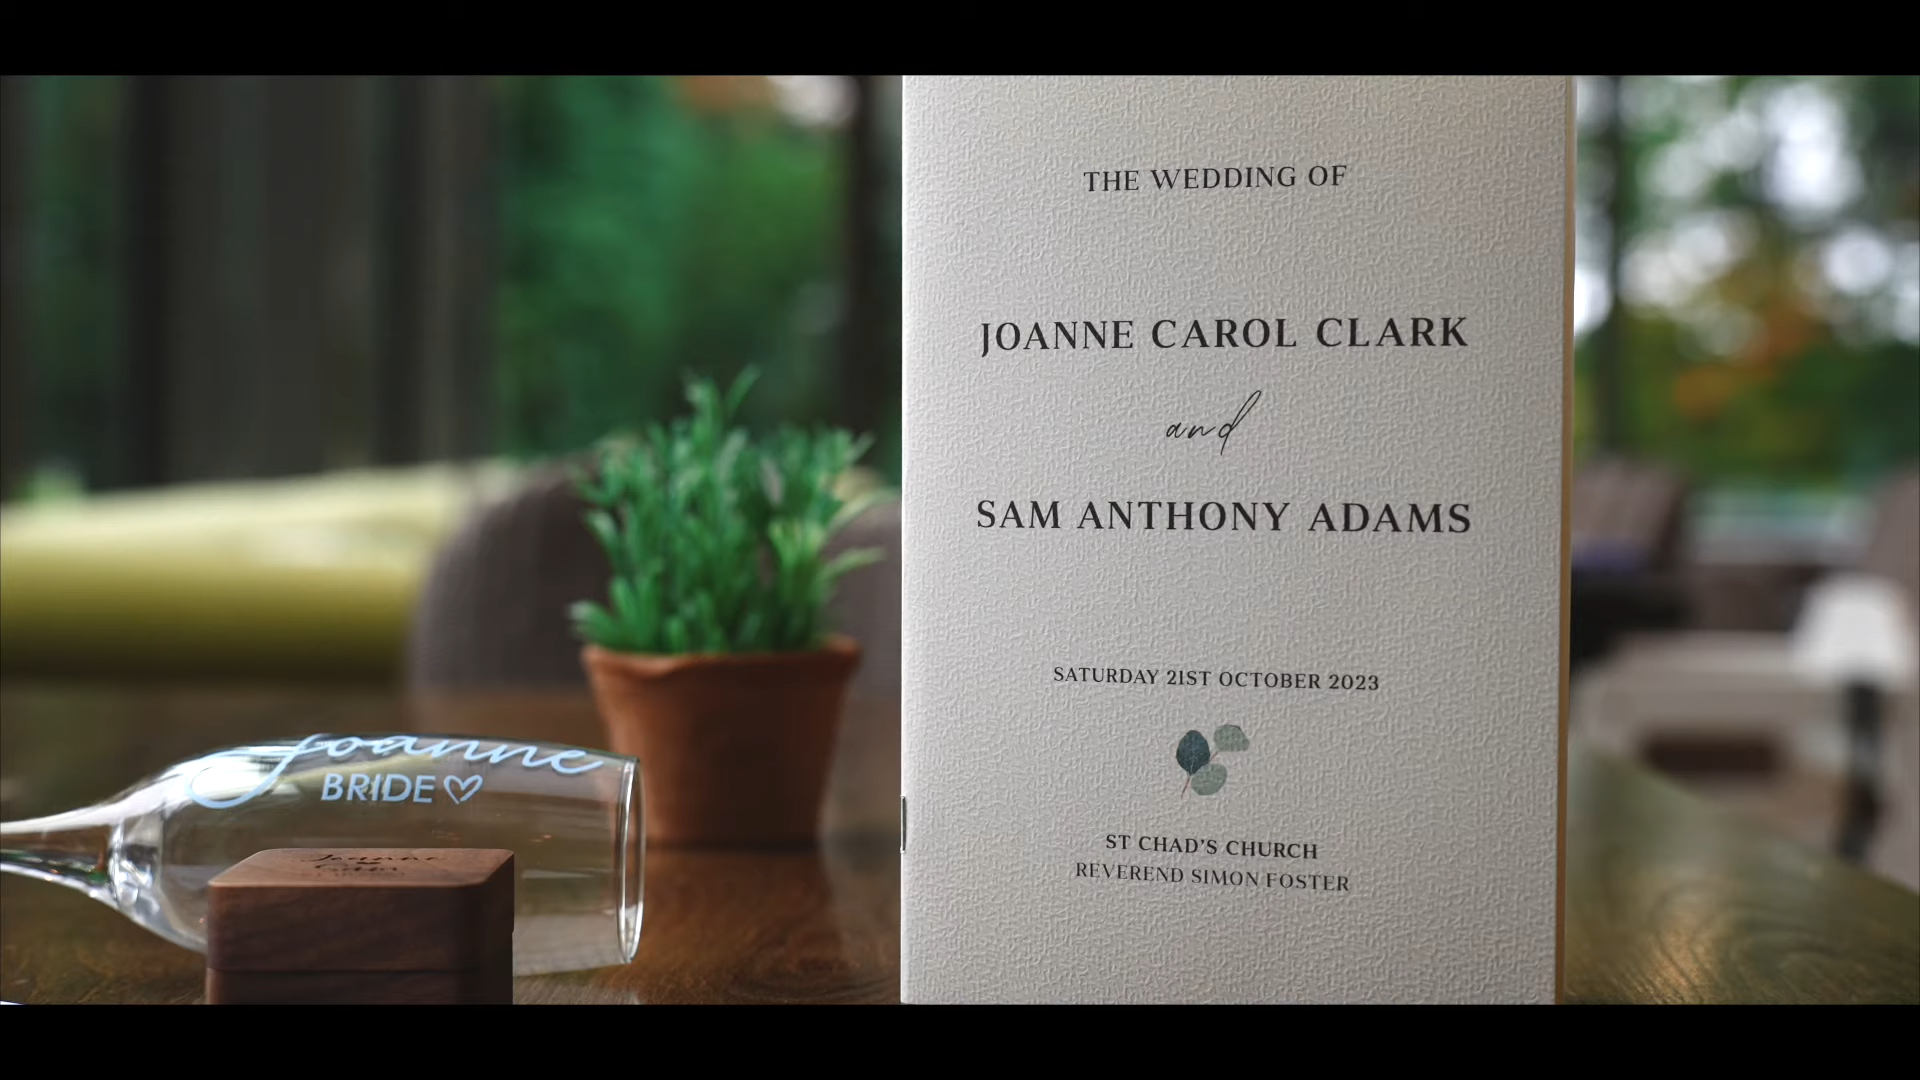 THE WEDDING OF
JOANNE CAROL CLARK
and
SAM ANTHONY ADAMS
SATURDAY 21ST OCTOBER 2023
ST CHAD'S CHURCH
REVEREND SIMON FOSTER
Joanne
BRIDE
Joanne